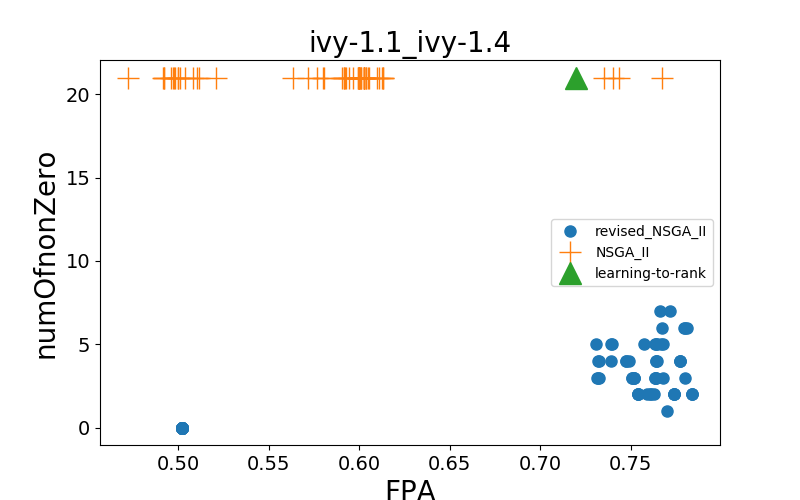 ivy-1.1_ivy-1.4
numOfnonZero
20
15
10
5
0
revised_NSGA_II
NSGA_II
learning-to-rank
0.50 0.55 0.60 0.65 0.70 0.75
FPA